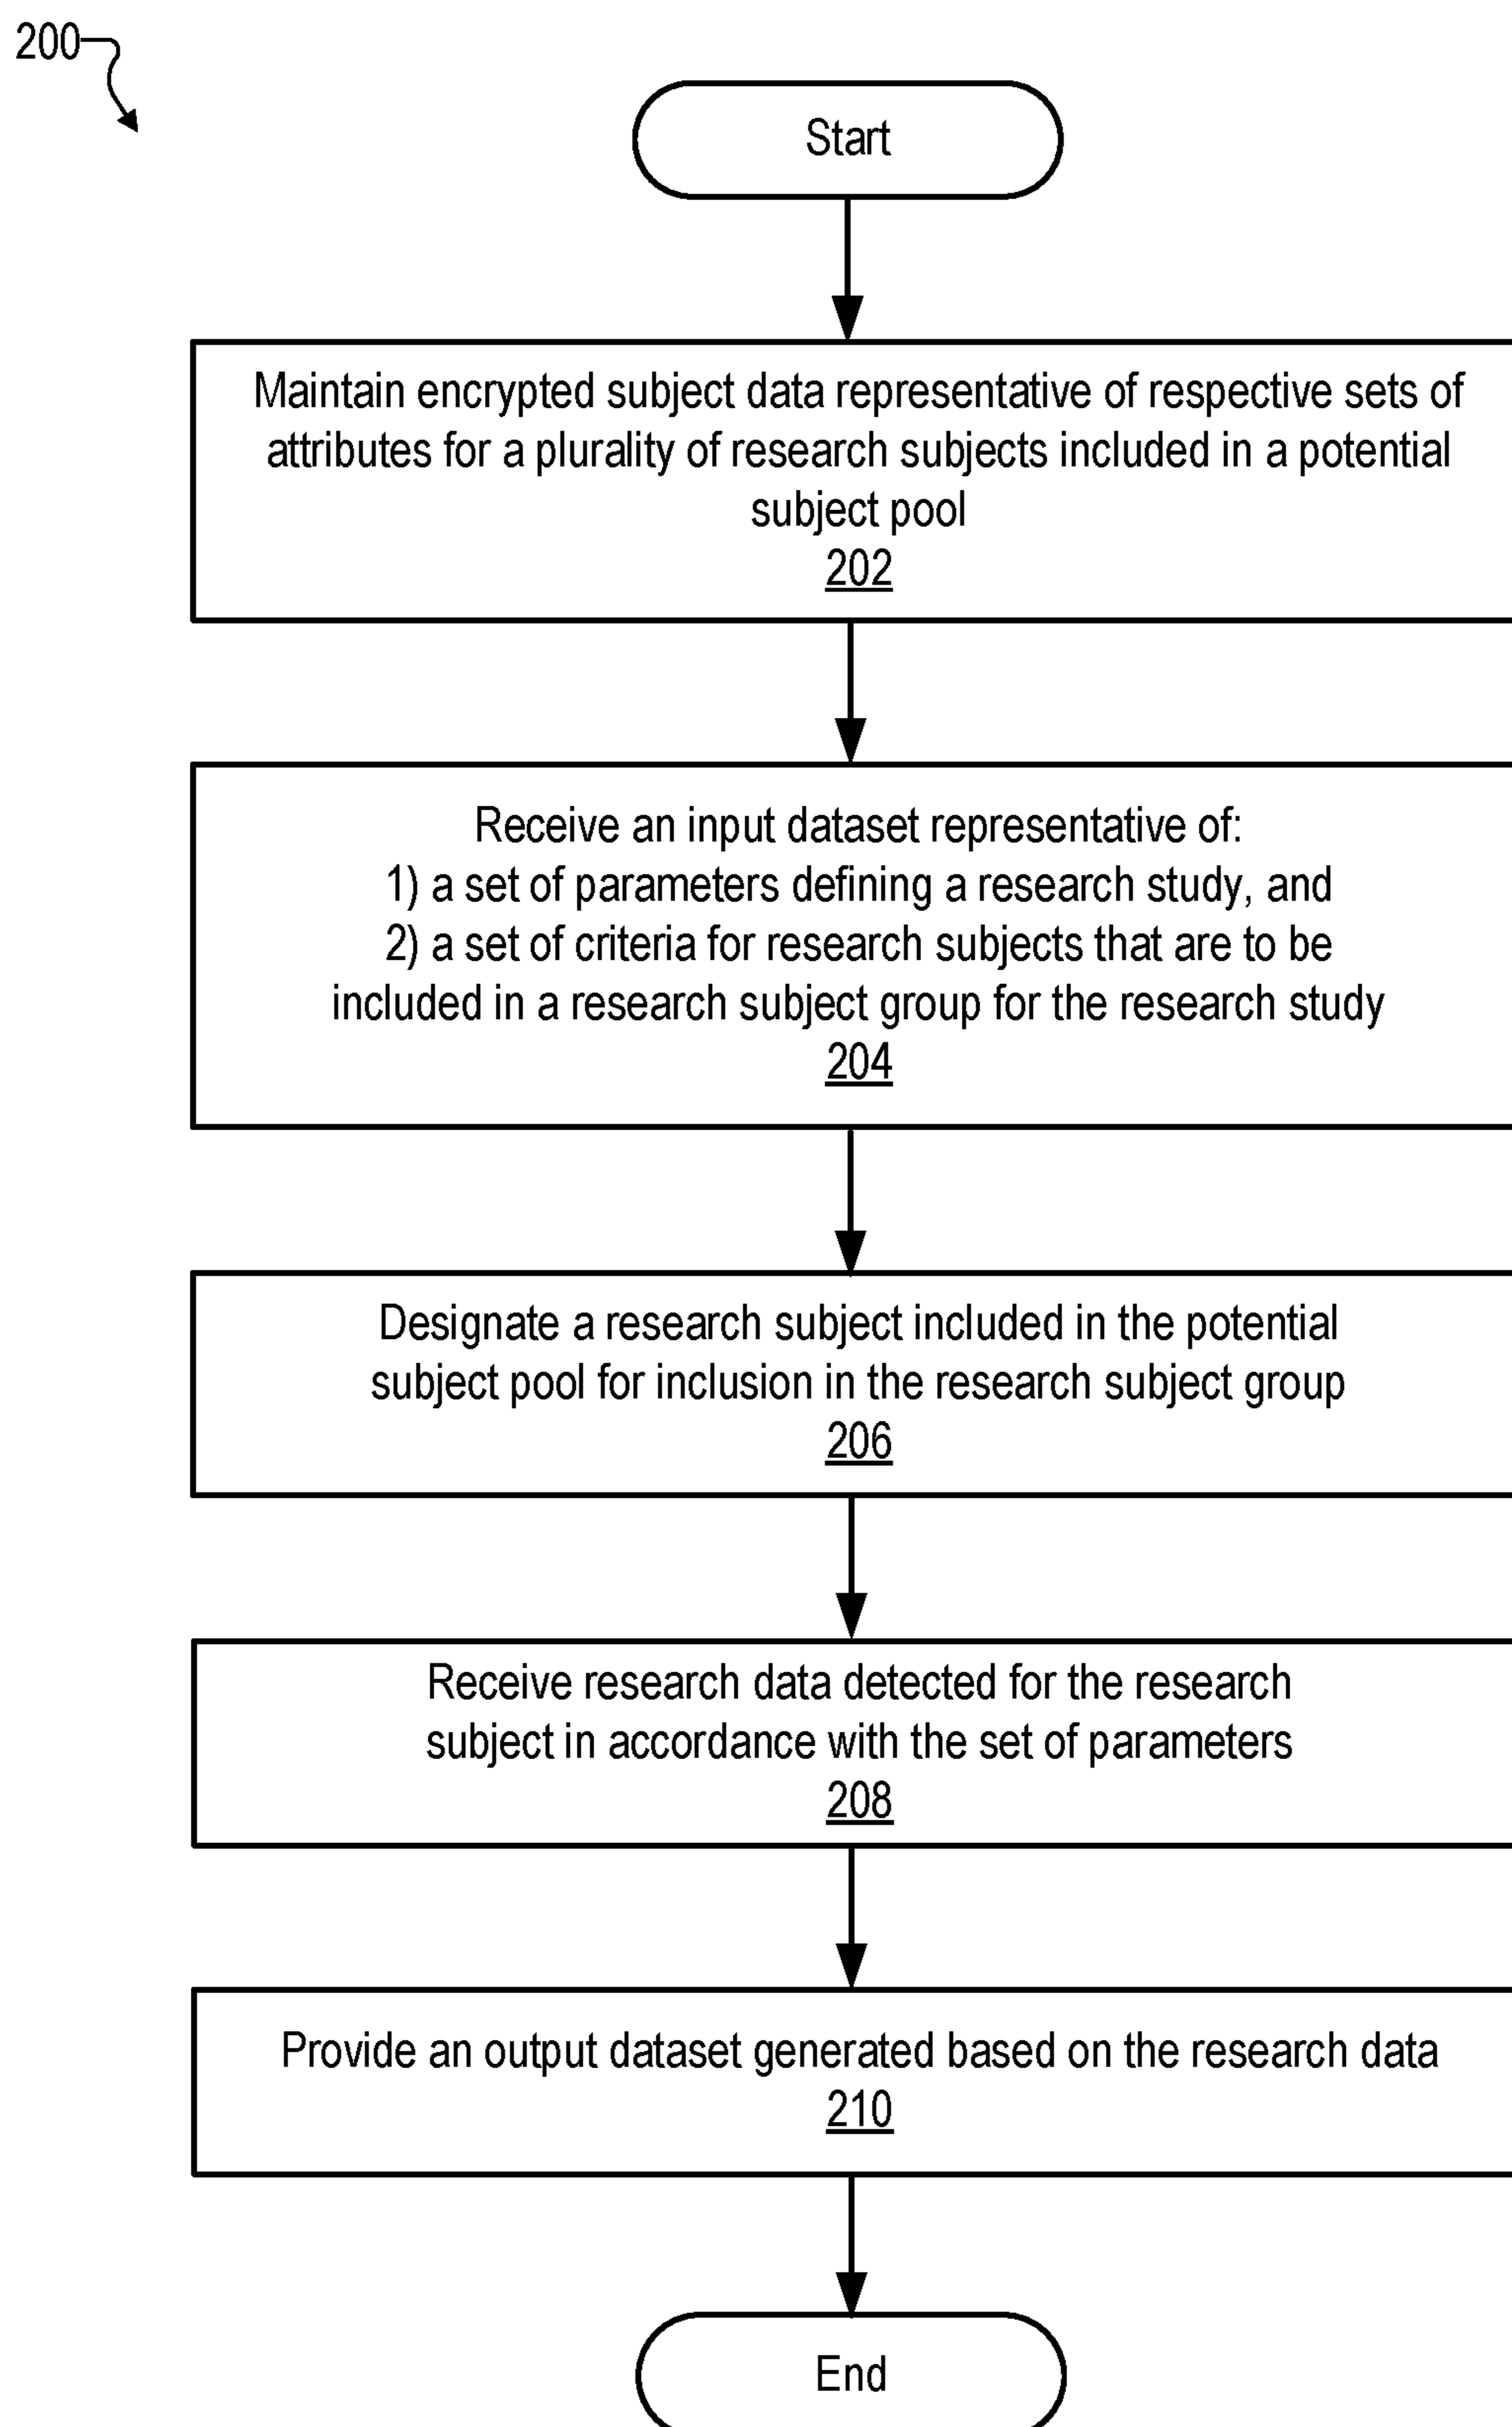 200
Start
Maintain encrypted subject data representative of respective sets of
attributes for a plurality of research subjects included in a potential
subject pool
202
Receive an input dataset representative of:
1) a set of parameters defining a research study, and
2) a set of criteria for research subjects that are to be
included in a research subject group for the research study
204
Designate a research subject included in the potential
subject pool for inclusion in the research subject group
206
Receive research data detected for the research
subject in accordance with the set of parameters
208
Provide an output dataset generated based on the research data
210
End